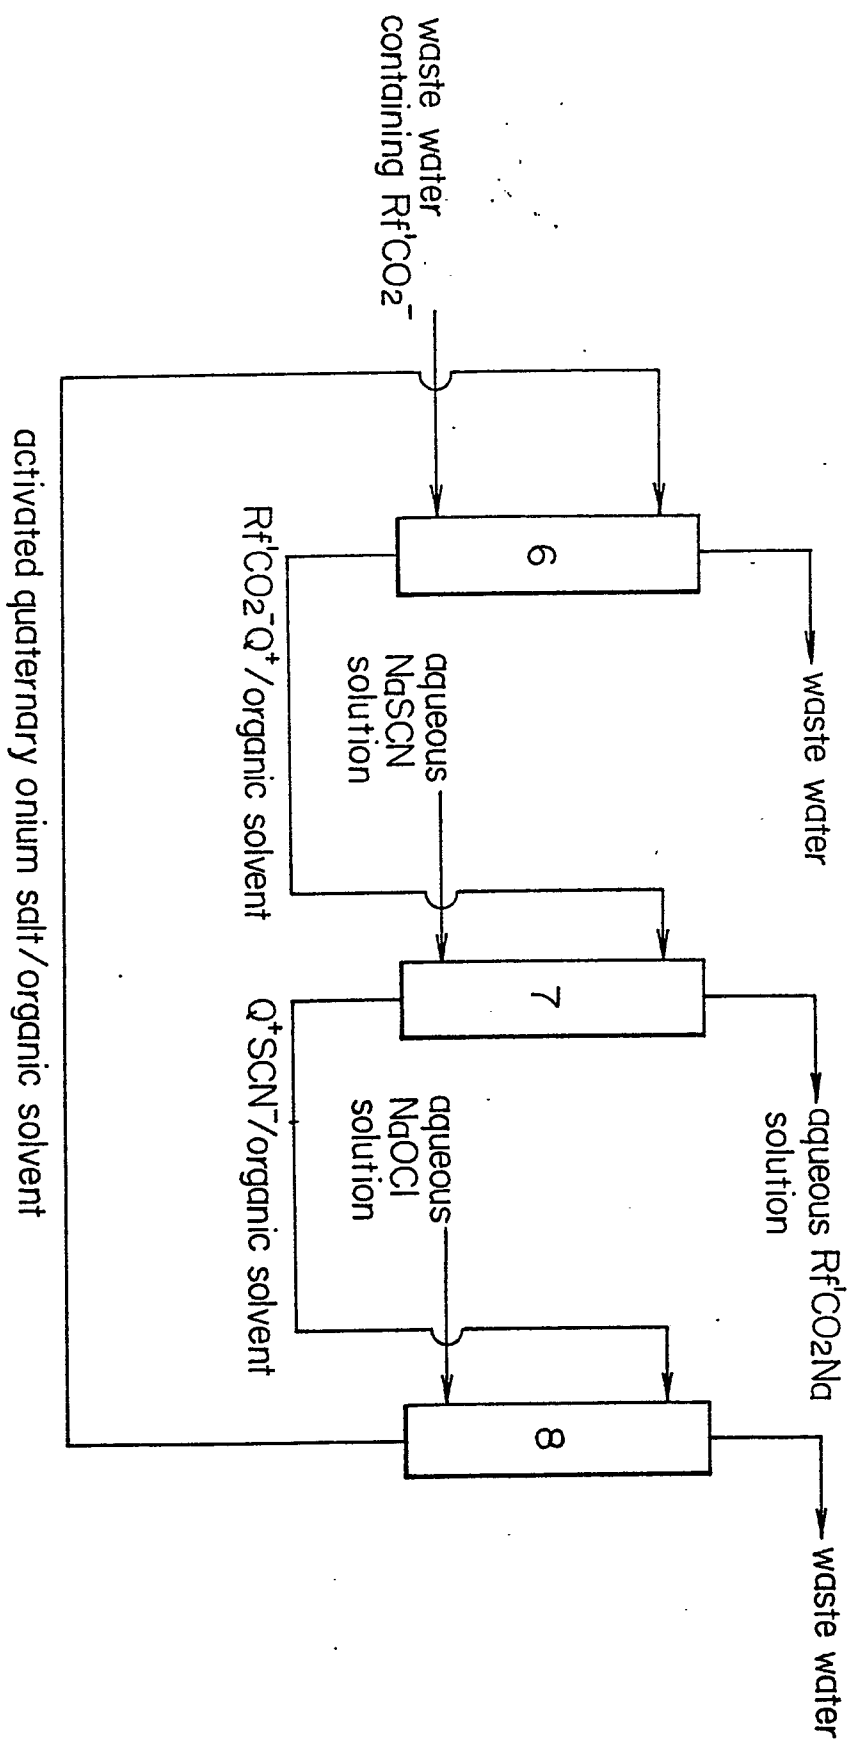 waste water
containing Rf'CO2-
6
waste water
Rf'CO2-Q+/organic solvent
aqueous
NaSCN
solution
7
aqueous Rf'CO2Na
solution
Q+SCN-/organic solvent
aqueous
NaOCl
solution
8
waste water
activated quaternary onium salt/organic solvent